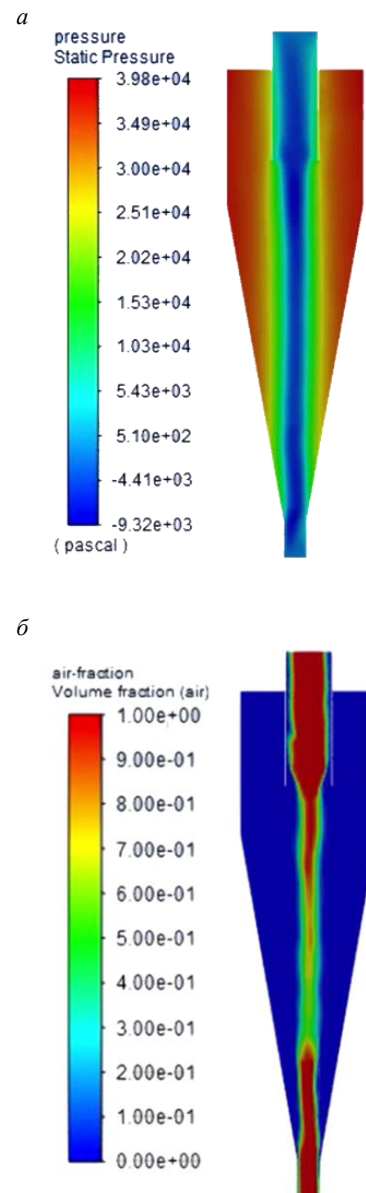 а
pressure
Static Pressure
3.98e+04
3.49e+04
3.00e+04
2.51e+04
2.02e+04
1.53e+04
1.03e+04
5.43e+03
5.10e+02
-4.41e+03
-9.32e+03
( pascal )
б
air-fraction
Volume fraction (air)
1.00e+00
9.00e-01
8.00e-01
7.00e-01
6.00e-01
5.00e-01
4.00e-01
3.00e-01
2.00e-01
1.00e-01
0.00e+00